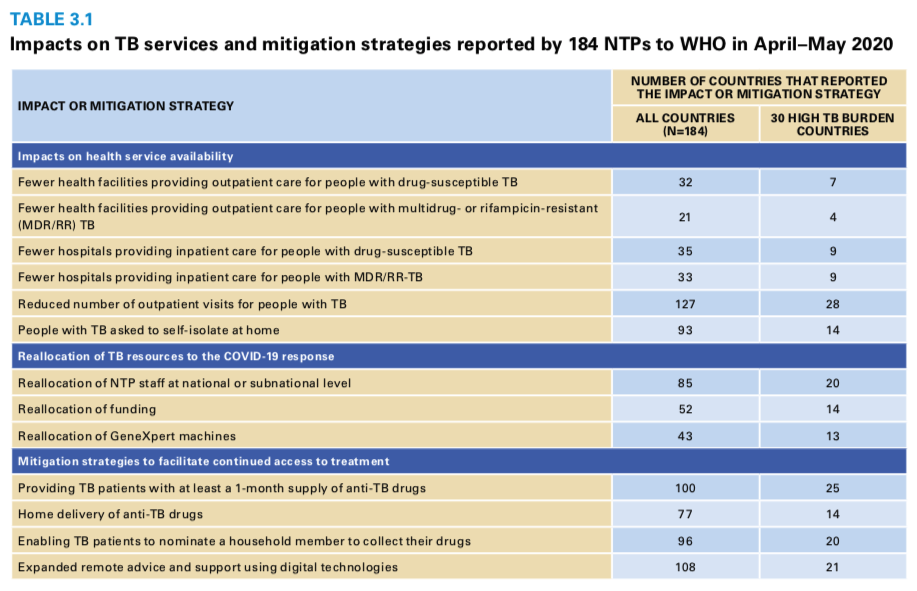 TABLE 3.1
Impacts on TB services and mitigation strategies reported by 184 NTPs to WHO in April–May 2020
IMPACT OR MITIGATION STRATEGY
NUMBER OF COUNTRIES THAT REPORTED
THE IMPACT OR MITIGATION STRATEGY
ALL COUNTRIES
(N=184)
30 HIGH TB BURDEN
COUNTRIES
Impacts on health service availability
Fewer health facilities providing outpatient care for people with drug-susceptible TB 32 7
Fewer health facilities providing outpatient care for people with multidrug- or rifampicin-resistant
(MDR/RR) TB 21 4
Fewer hospitals providing inpatient care for people with drug-susceptible TB 35 9
Fewer hospitals providing inpatient care for people with MDR/RR-TB 33 9
Reduced number of outpatient visits for people with TB 127 28
People with TB asked to self-isolate at home 93 14
Reallocation of TB resources to the COVID-19 response
Reallocation of NTP staff at national or subnational level 85 20
Reallocation of funding 52 14
Reallocation of GeneXpert machines 43 13
Mitigation strategies to facilitate continued access to treatment
Providing TB patients with at least a 1-month supply of anti-TB drugs 100 25
Home delivery of anti-TB drugs 77 14
Enabling TB patients to nominate a household member to collect their drugs 96 20
Expanded remote advice and support using digital technologies 108 21